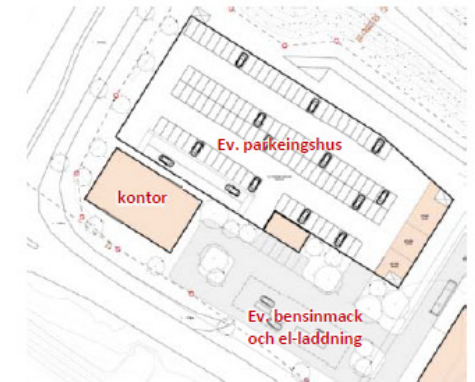 Ev. parkeingshus
kontor
Ev. bensinmack
och el-laddning